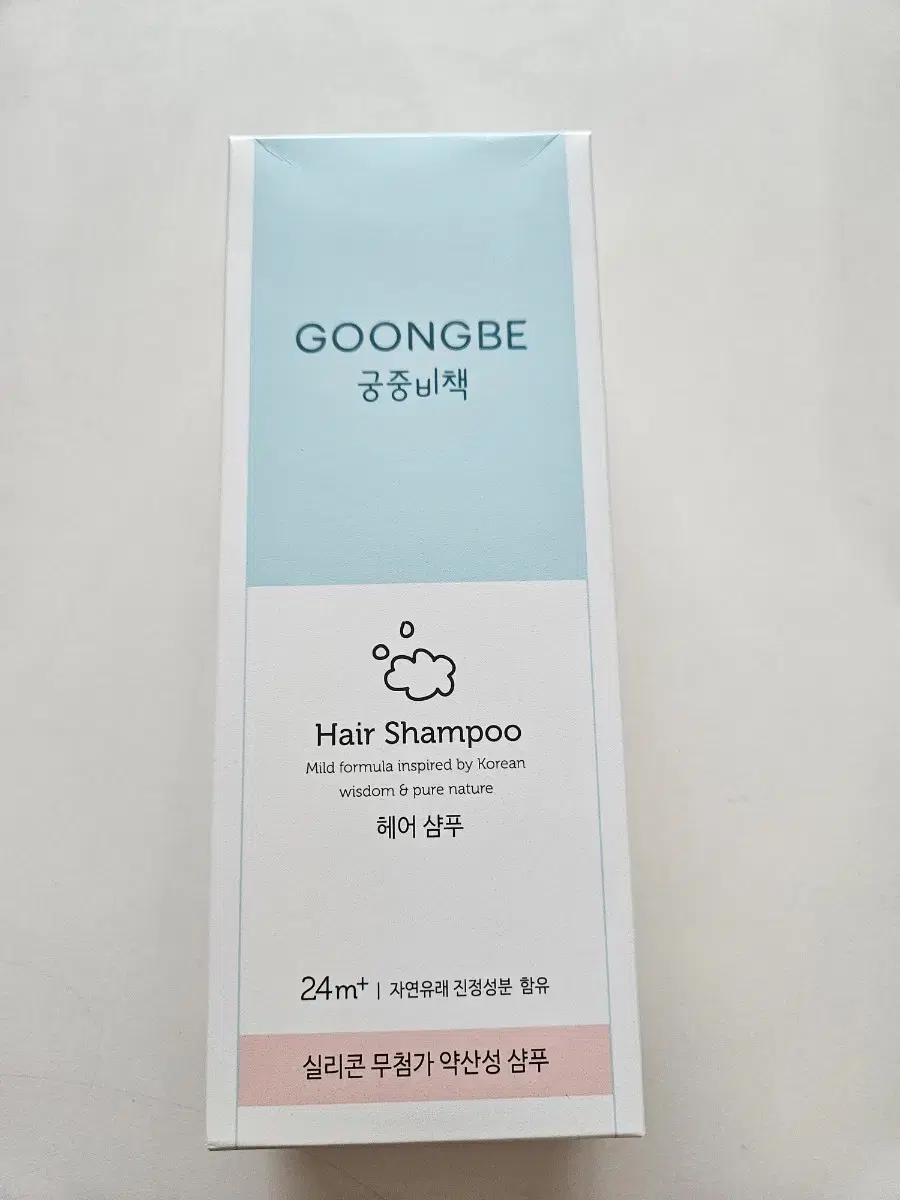 GOONGBE
궁중비책
Hair Shampoo
Mild formula inspired by Korean
wisdom & pure nature
헤어 샴푸
24m+ | 자연유래 진정성분 함유
실리콘 무첨가 약산성 샴푸